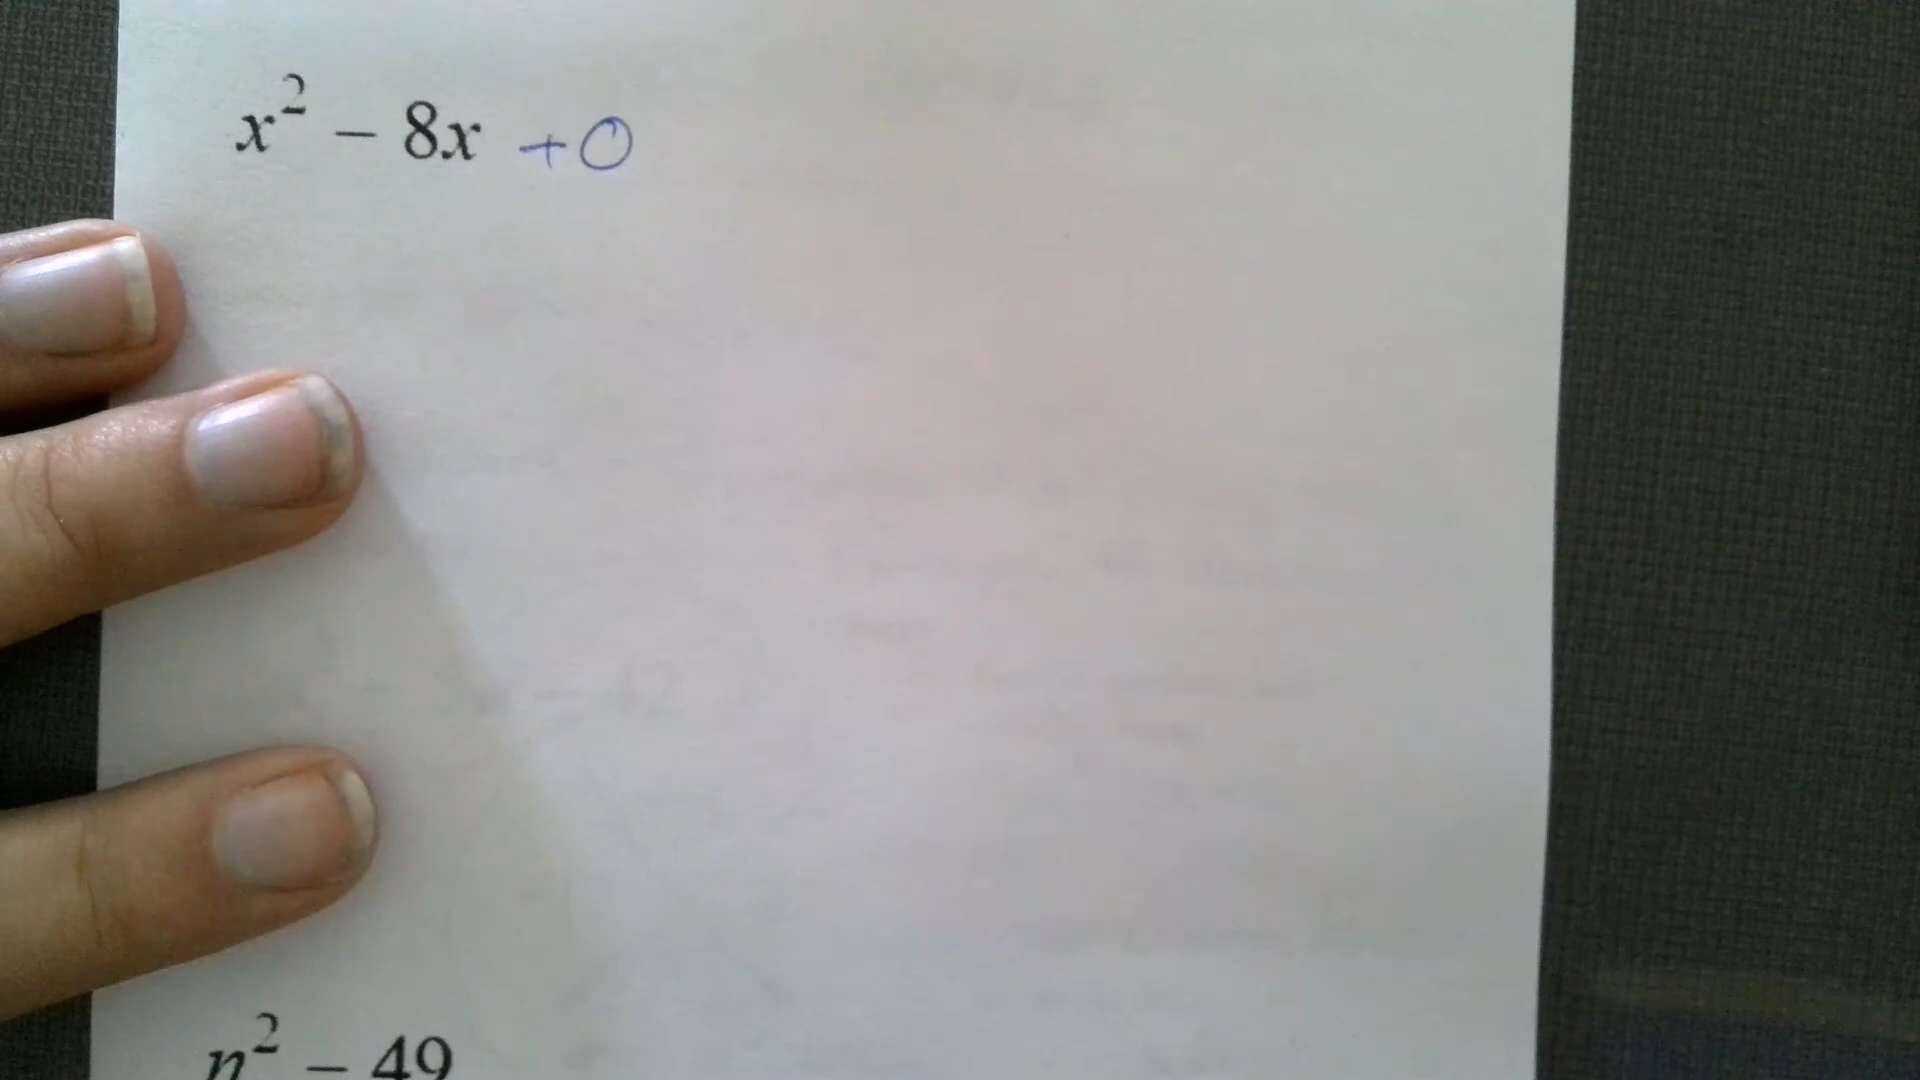 x² − 8x + 0
n² − 49